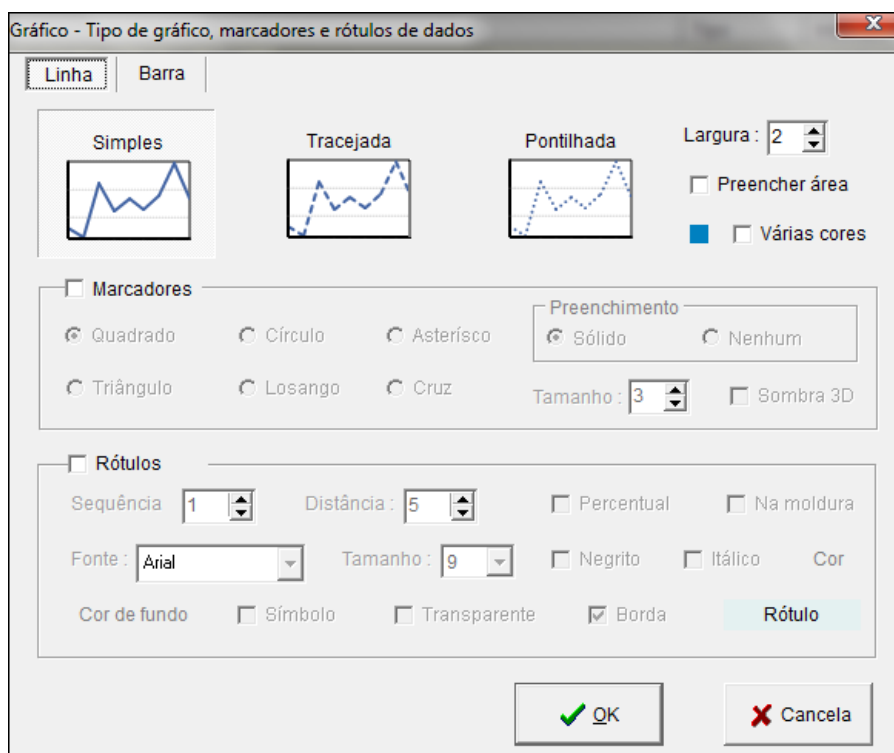 Gráfico - Tipo de gráfico, marcadores e rótulos de dados
Linha Barra
Simples Tracejada Pontilhada Largura : 2
Preencher área
Várias cores
Marcadores
Preenchimento
Quadrado Círculo Asterísco Sólido Nenhum
Triângulo Losango Cruz Tamanho : 3 Sombra 3D
Rótulos
Sequência 1 Distância : 5 Percentual Na moldura
Fonte : Arial Tamanho : 9 Negrito Itálico Cor
Cor de fundo Símbolo Transparente Borda Rótulo
OK Cancela